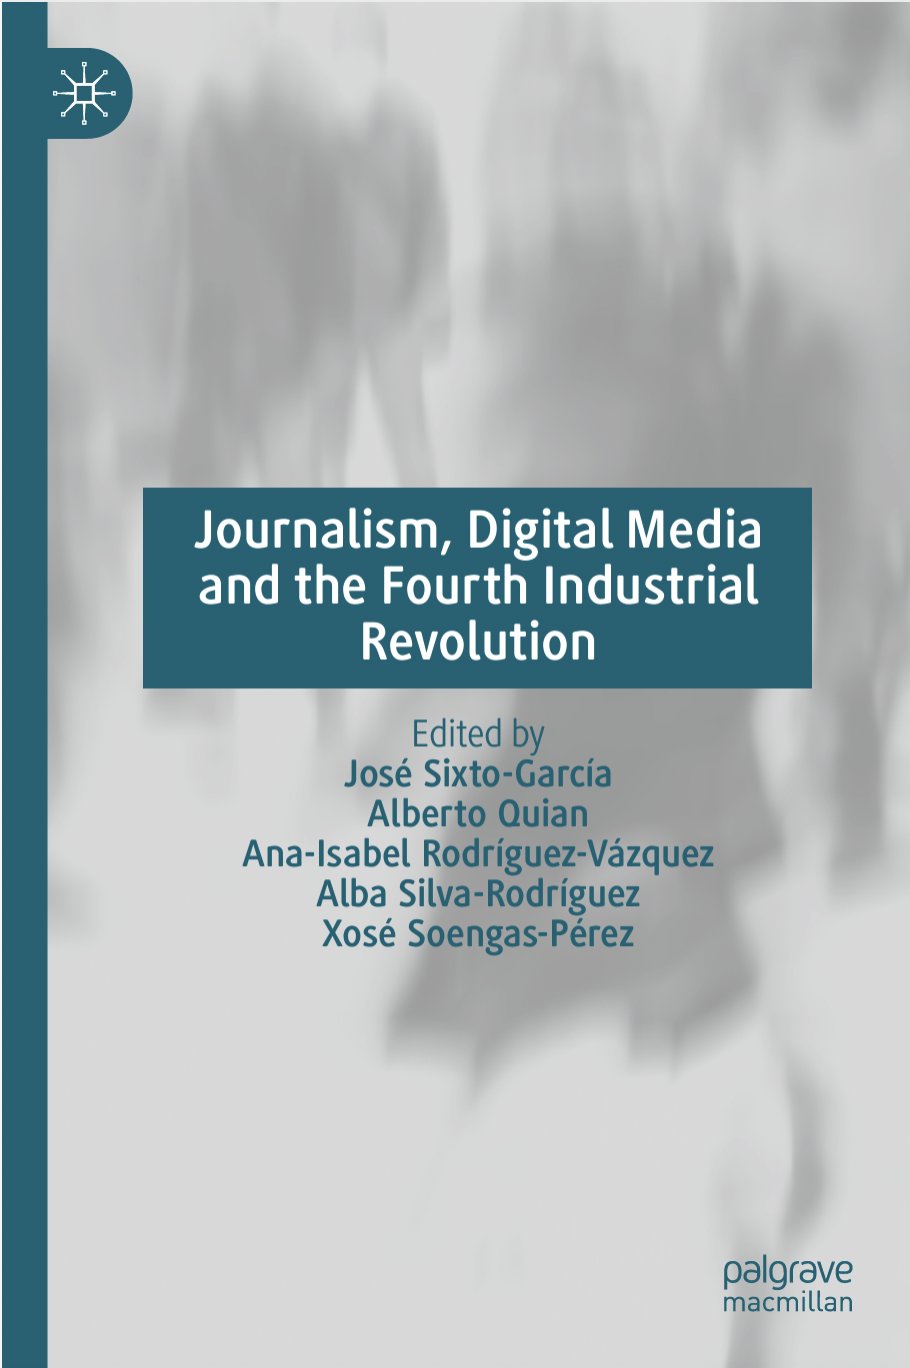 Journalism, Digital Media
and the Fourth Industrial
Revolution
Edited by
José Sixto-García
Alberto Quian
Ana-Isabel Rodríguez-Vázquez
Alba Silva-Rodríguez
Xosé Soengas-Pérez
palgrave
macmillan